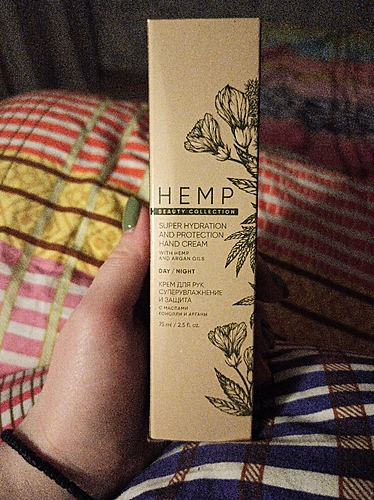 HEMP
BEAUTY COLLECTION
SUPER HYDRATION
AND PROTECTION
HAND CREAM
WITH HEMP
AND ARGAN OILS
DAY / NIGHT
КРЕМ ДЛЯ РУК
СУПЕРУВЛАЖНЕНИЕ
И ЗАЩИТА
С МАСЛАМИ
КОНОПЛИ И АРГАНЫ
75 ml / 2.5 fl. oz.